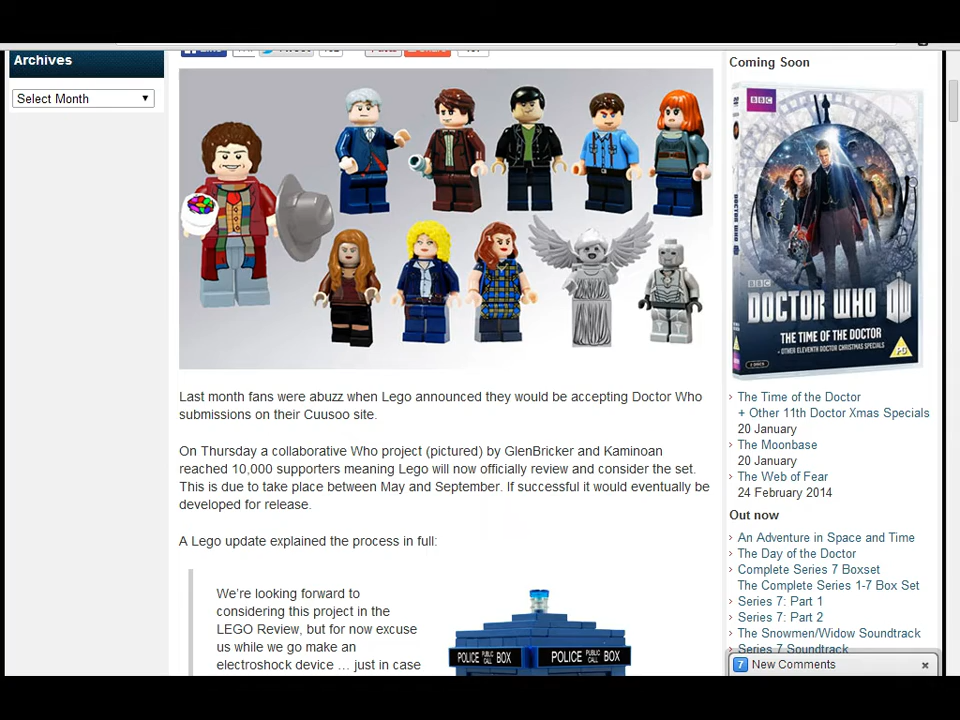 Archives
Select Month
Last month fans were abuzz when Lego announced they would be accepting Doctor Who
submissions on their Cuusoo site.
On Thursday a collaborative Who project (pictured) by GlenBricker and Kaminoan
reached 10,000 supporters meaning Lego will now officially review and consider the set.
This is due to take place between May and September. If successful it would eventually be
developed for release.
A Lego update explained the process in full:
We're looking forward to
considering this project in the
LEGO Review, but for now excuse
us while we go make an
electroshock device … just in case
POLICE PUBLIC CALL BOX
POLICE PUBLIC CALL BOX
Coming Soon
BBC
DOCTOR WHO
BBC
DOCTOR WHO
THE TIME OF THE DOCTOR
+ OTHER ELEVENTH DOCTOR CHRISTMAS SPECIALS
PG
The Time of the Doctor
+ Other 11th Doctor Xmas Specials
20 January
The Moonbase
20 January
The Web of Fear
24 February 2014
Out now
An Adventure in Space and Time
The Day of the Doctor
Complete Series 7 Boxset
The Complete Series 1-7 Box Set
Series 7: Part 1
Series 7: Part 2
The Snowmen/Widow Soundtrack
Series 7 Soundtrack
7 New Comments